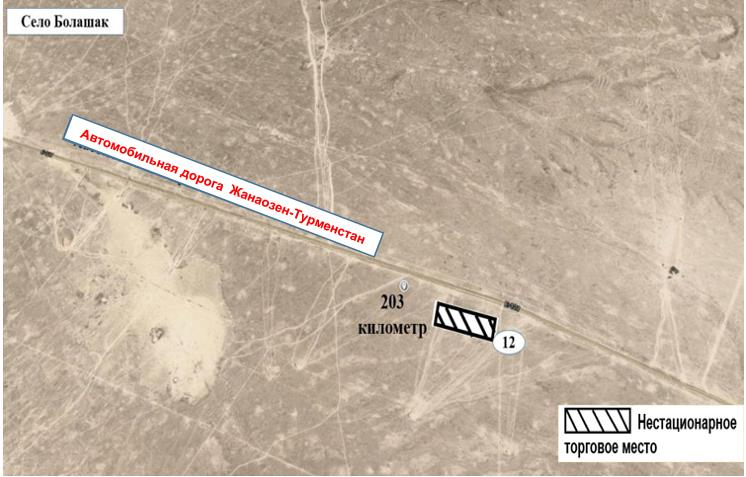 Село Болашак
Автомобильная дорога Жанаозен-Турменстан
203
километр
12
Нестационарное
торговое место